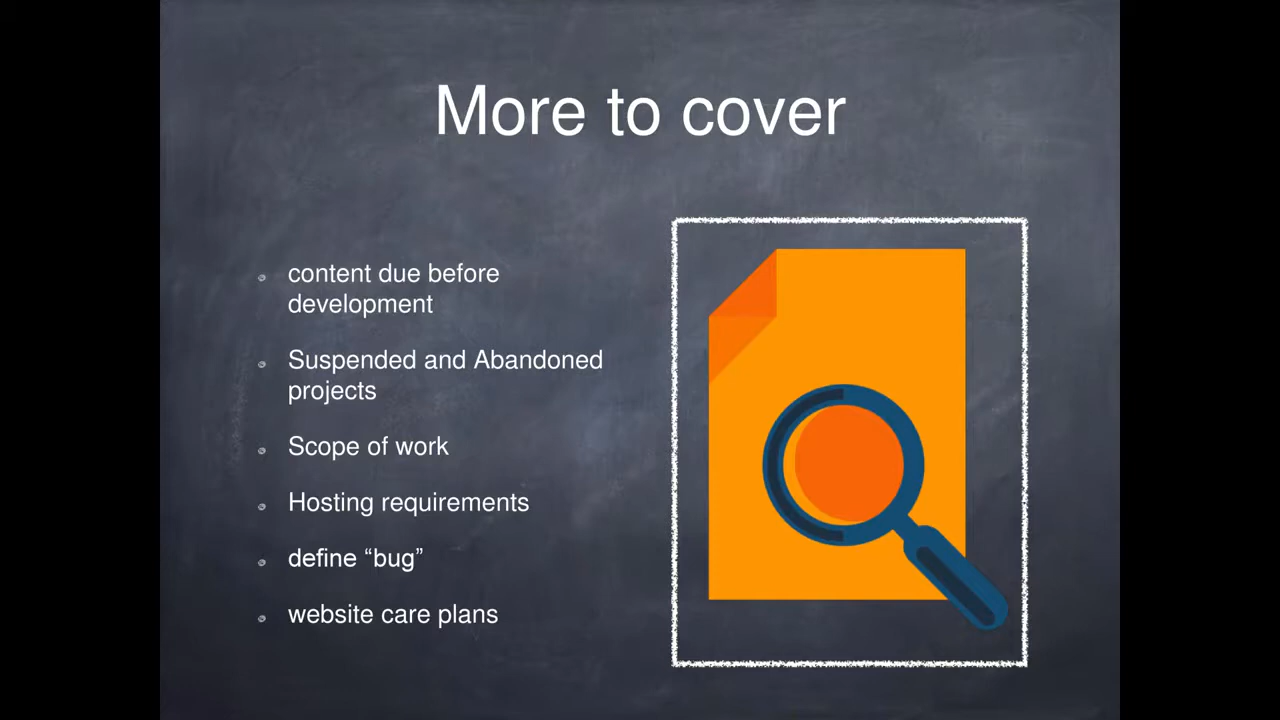 More to cover
content due before
development
Suspended and Abandoned
projects
Scope of work
Hosting requirements
define “bug”
website care plans